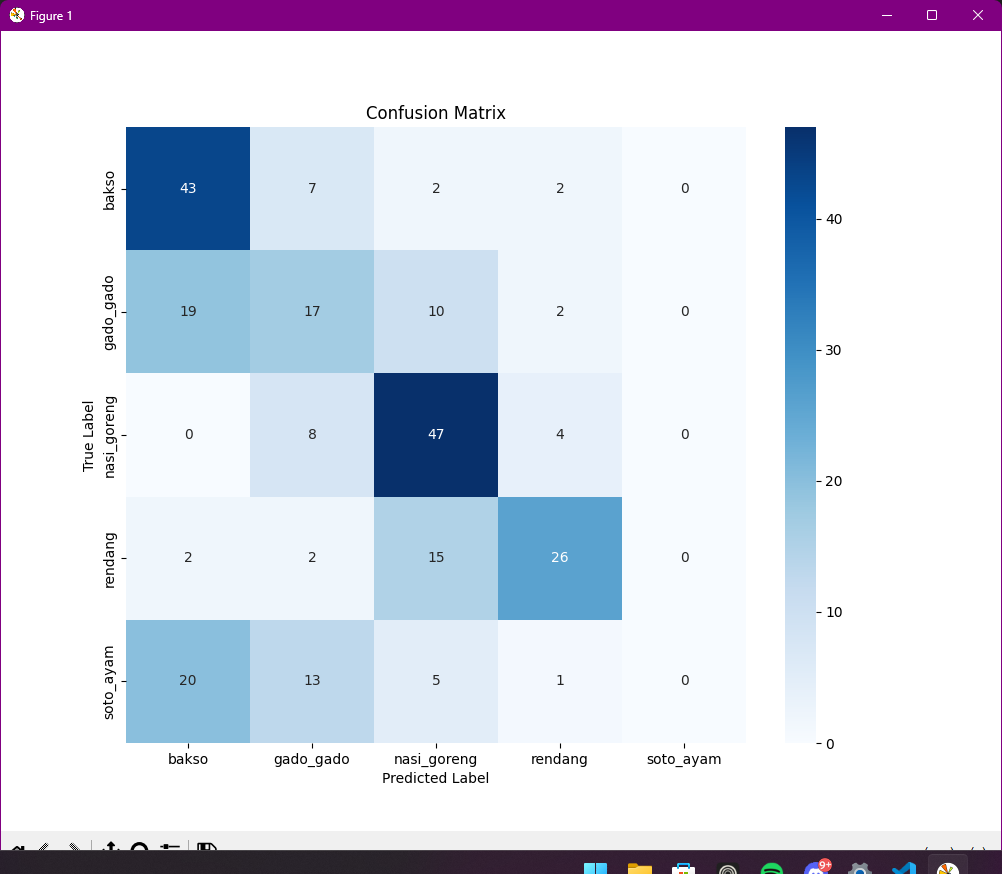 Figure 1
Confusion Matrix
bakso 43 7 2 2 0
gado_gado 19 17 10 2 0
nasi_goreng 0 8 47 4 0
rendang 2 2 15 26 0
soto_ayam 20 13 5 1 0
True Label
bakso gado_gado nasi_goreng rendang soto_ayam
Predicted Label
40
30
20
10
0
9+